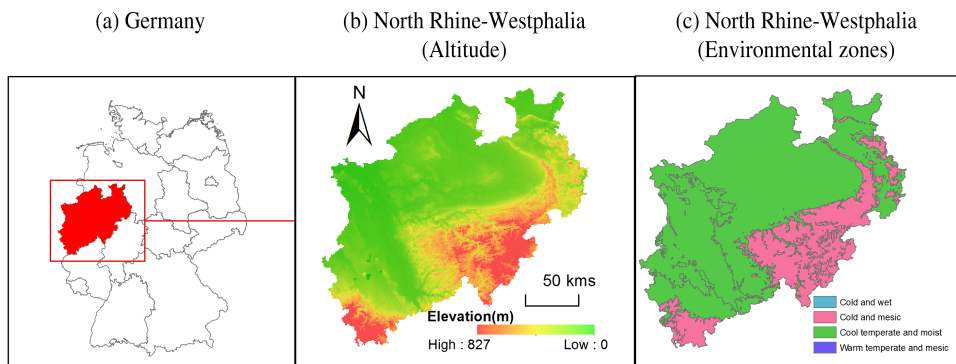 (a) Germany
(b) North Rhine-Westphalia
(Altitude)
(c) North Rhine-Westphalia
(Environmental zones)
N
50 kms
Elevation(m)
High : 827
Low : 0
Cold and wet
Cold and mesic
Cool temperate and moist
Warm temperate and mesic